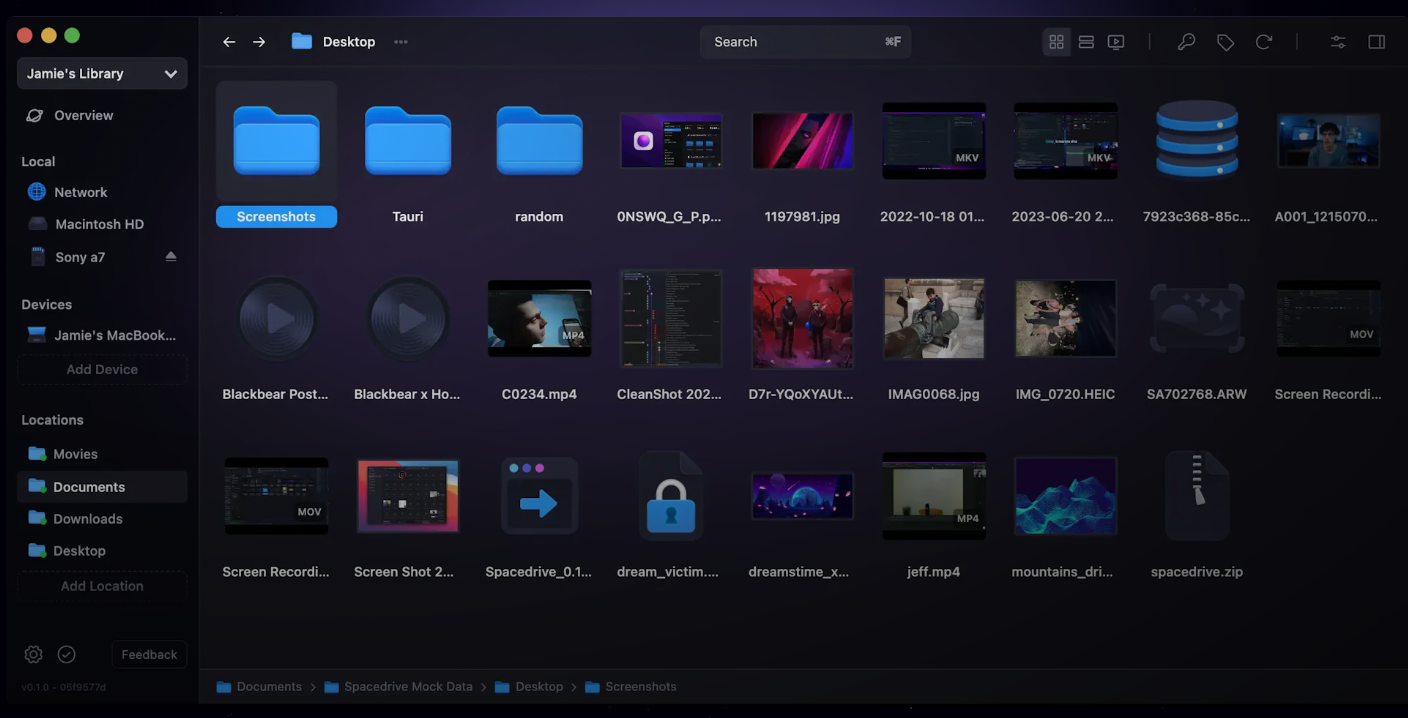 Jamie's Library
Overview
Local
Network
Macintosh HD
Sony a7
Devices
Jamie's MacBook...
Add Device
Locations
Movies
Documents
Downloads
Desktop
Add Location
Feedback
v0.1.0 - 05f9577d
Desktop
Search ⌘F
MKV
MKV
Screenshots
Tauri
random
0NSWQ_G_P.p...
1197981.jpg
2022-10-18 01...
2023-06-20 2...
7923c368-85c...
A001_1215070...
MP4
MOV
Blackbear Post...
Blackbear x Ho...
C0234.mp4
CleanShot 202...
D7r-YQoXYAUt...
IMAG0068.jpg
IMG_0720.HEIC
SA702768.ARW
Screen Recordi...
MOV
MP4
Screen Recordi...
Screen Shot 2...
Spacedrive_0.1...
dream_victim....
dreamstime_x...
jeff.mp4
mountains_dri...
spacedrive.zip
Documents > Spacedrive Mock Data > Desktop > Screenshots